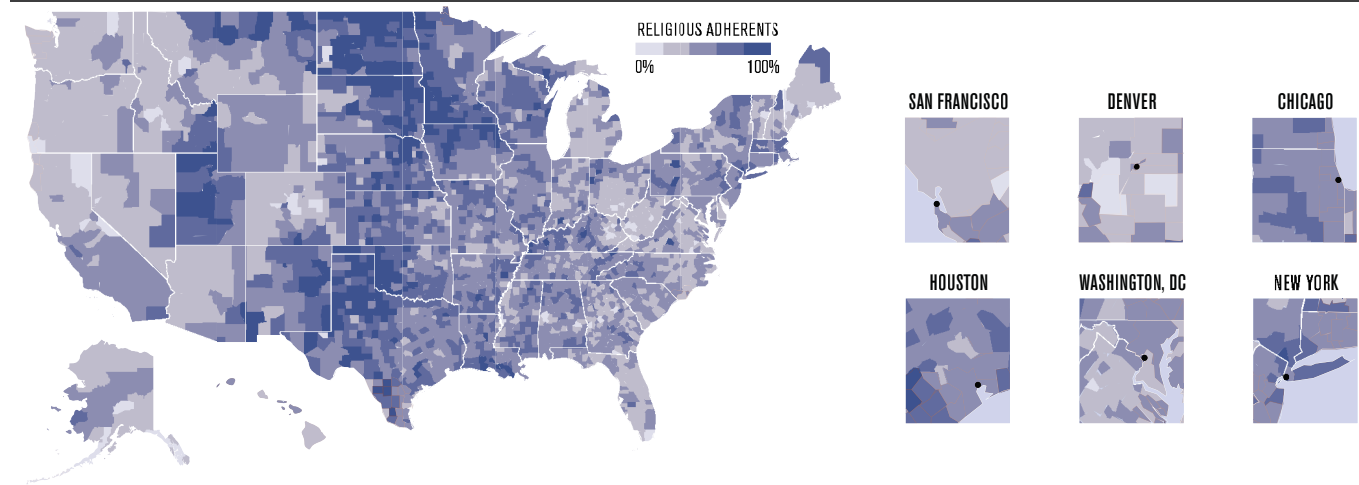 RELIGIOUS ADHERENTS
0% 100%
SAN FRANCISCO
DENVER
CHICAGO
HOUSTON
WASHINGTON, DC
NEW YORK